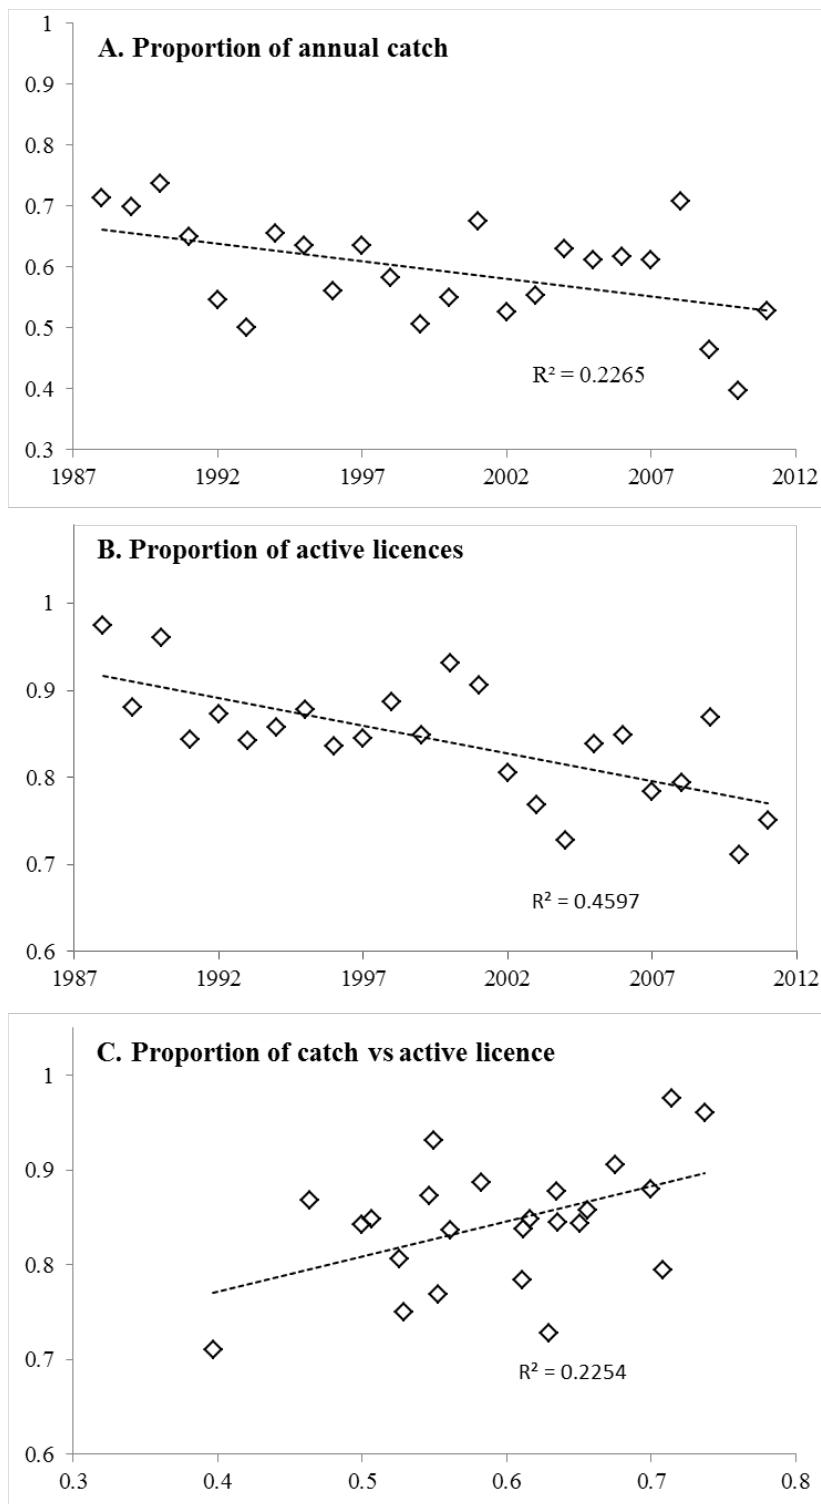 A. Proportion of annual catch
1
0.9
0.8
0.7
0.6
0.5
0.4
0.3
R² = 0.2265
1987 1992 1997 2002 2007 2012
B. Proportion of active licences
1
0.9
0.8
0.7
0.6
R² = 0.4597
1987 1992 1997 2002 2007 2012
C. Proportion of catch vs active licence
1
0.9
0.8
0.7
0.6
R² = 0.2254
0.3 0.4 0.5 0.6 0.7 0.8